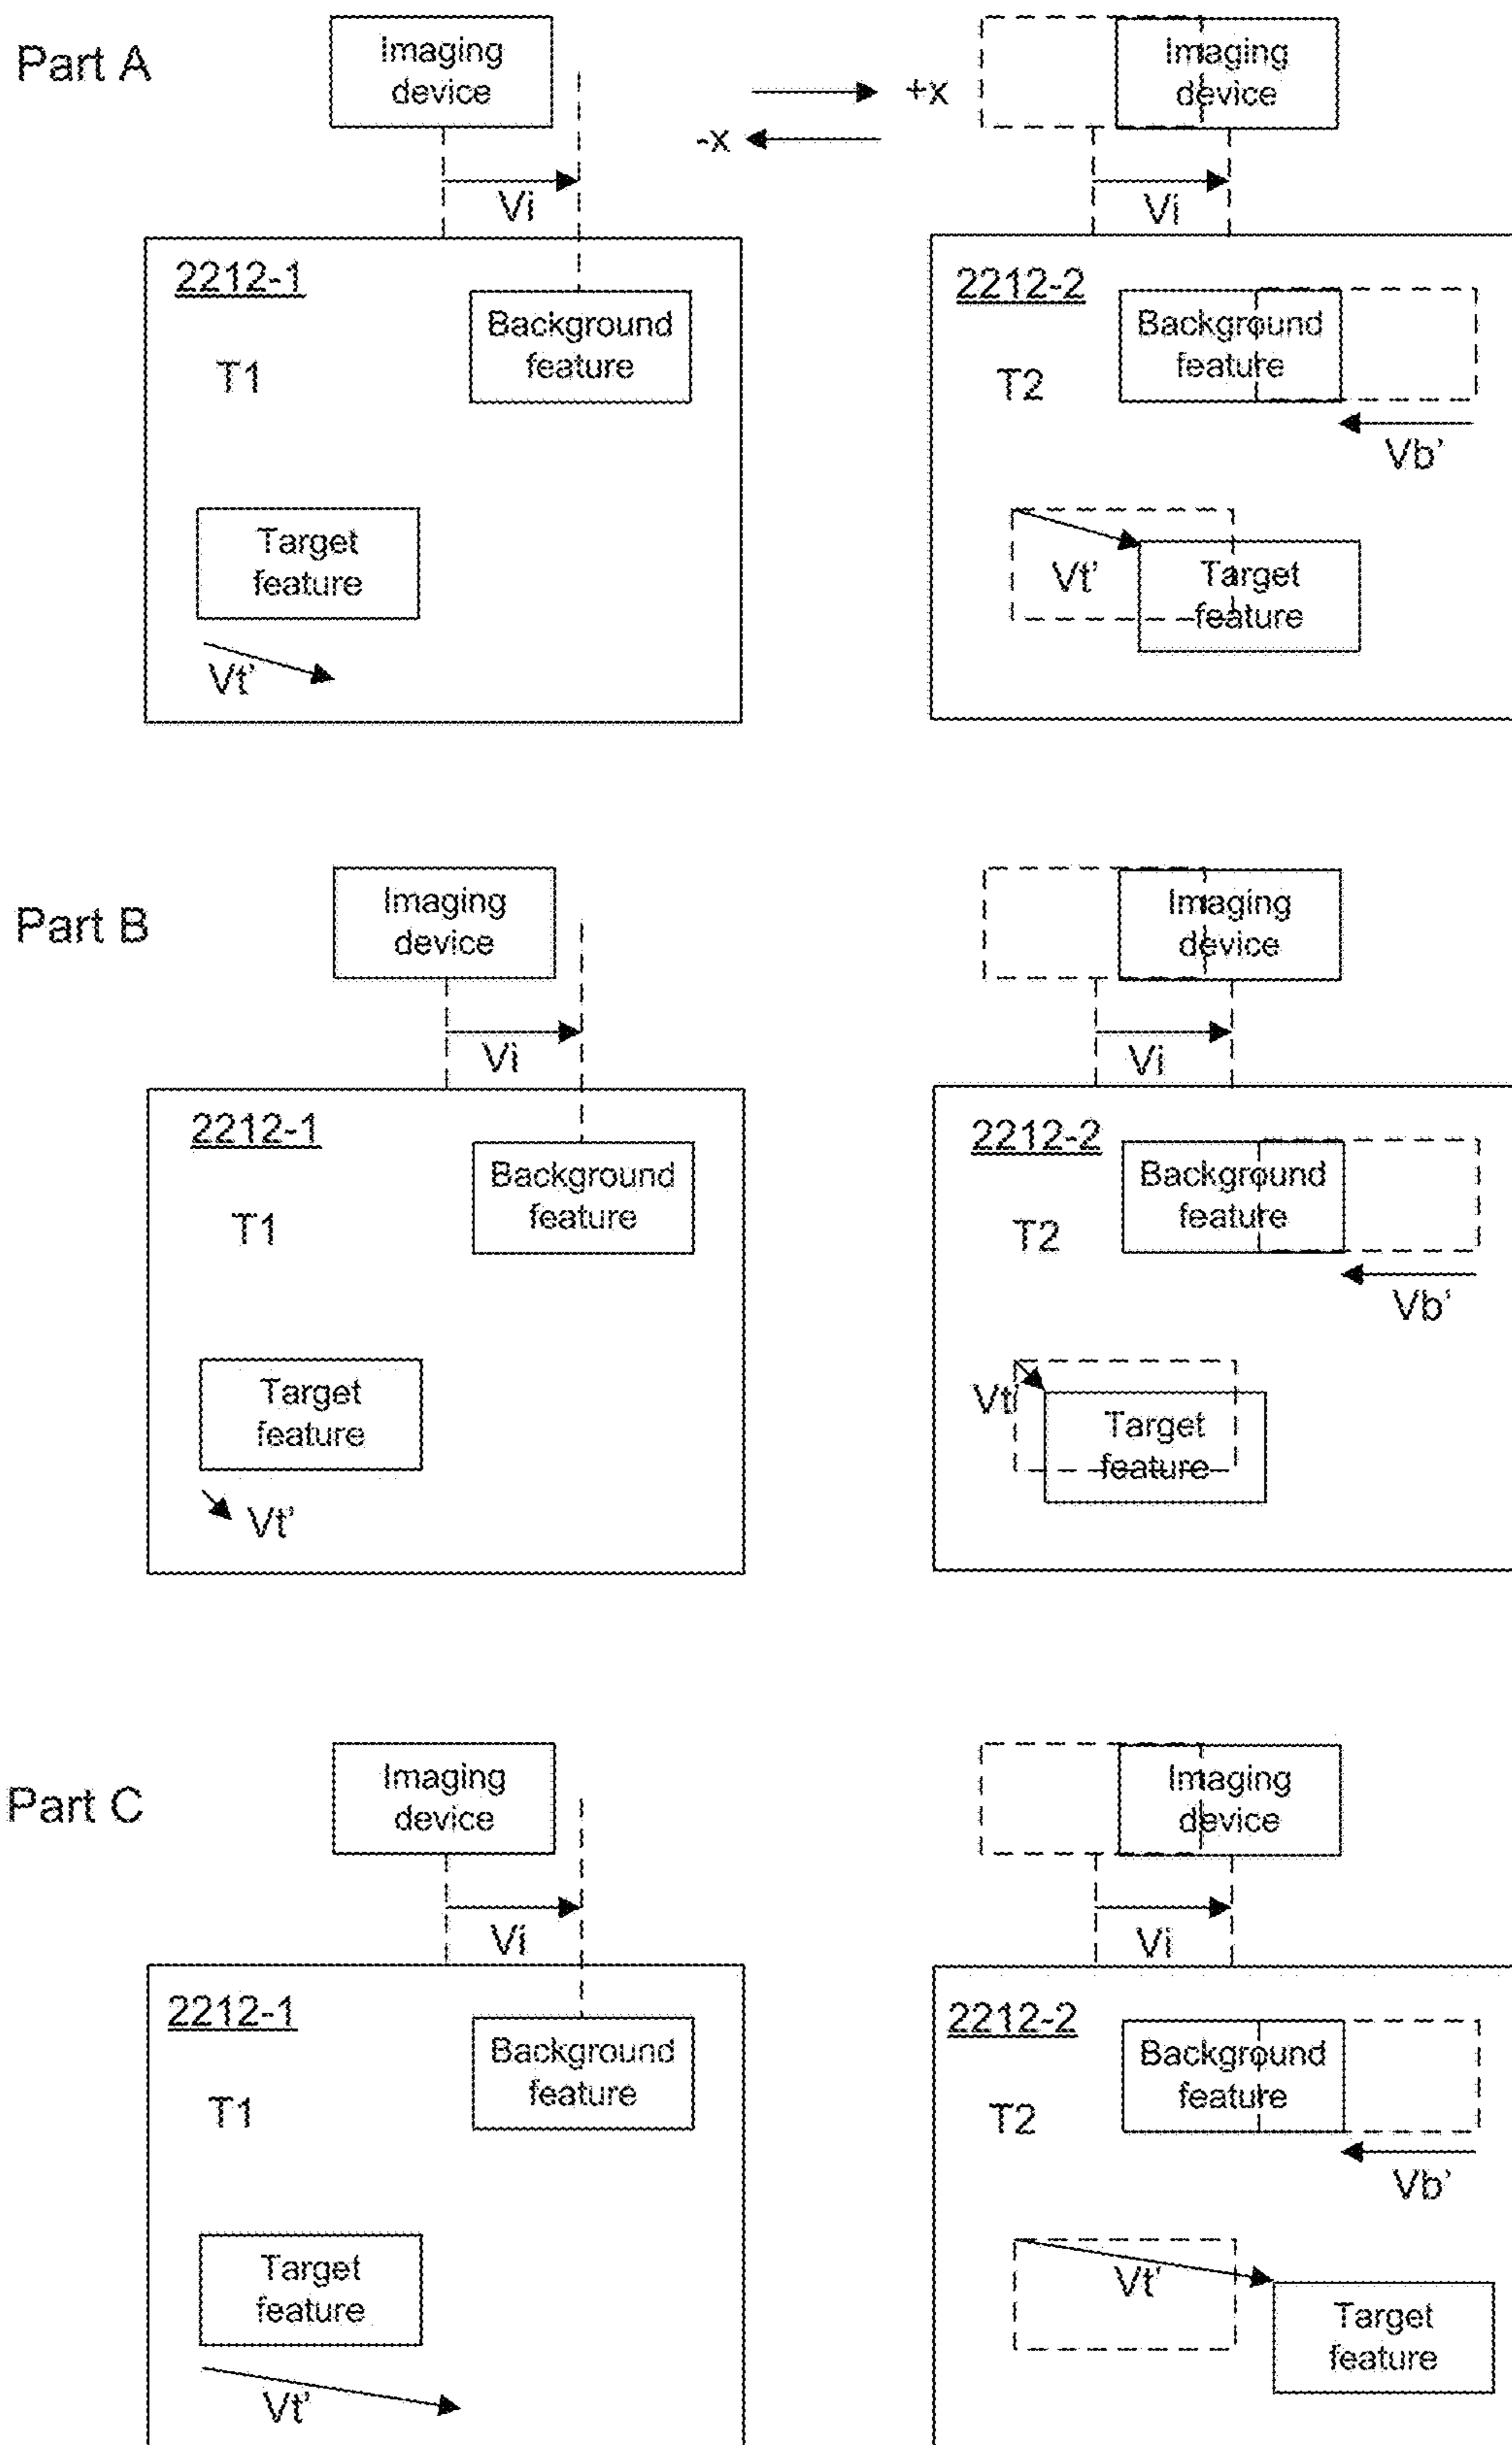 Part A
Imaging
device
+x
-x
Vi
2212-1
T1
Background
feature
Target
feature
Vt'
Imaging
device
Vi
2212-2
T2
Background
feature
Vb'
Vt'
Target
feature
Part B
Imaging
device
Vi
2212-1
T1
Background
feature
Target
feature
Vt'
Imaging
device
Vi
2212-2
T2
Background
feature
Vb'
Vt'
Target
feature
Part C
Imaging
device
Vi
2212-1
T1
Background
feature
Target
feature
Vt'
Imaging
device
Vi
2212-2
T2
Background
feature
Vb'
Vt'
Target
feature